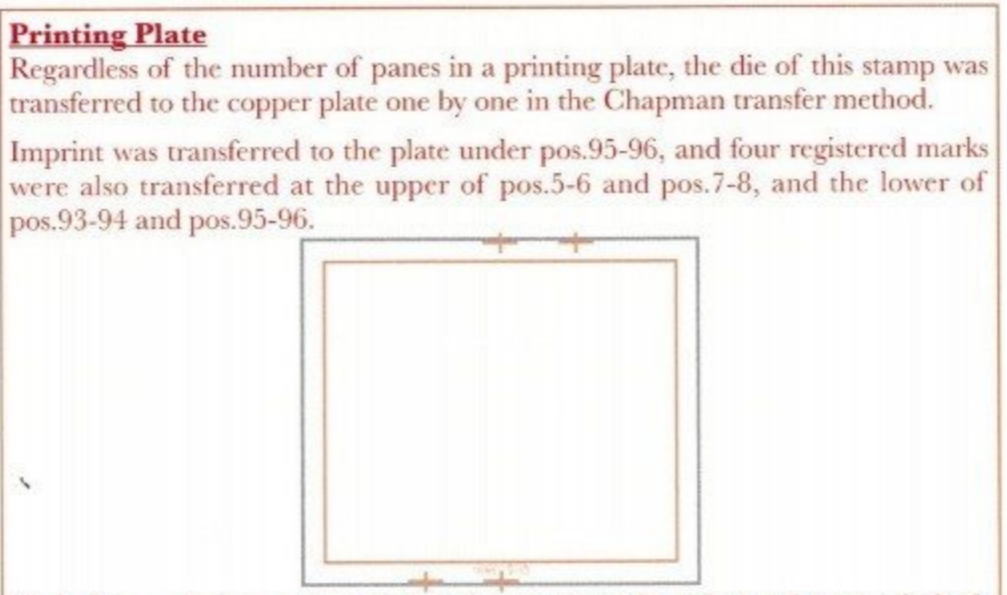 Printing Plate
Regardless of the number of panes in a printing plate, the die of this stamp was
transferred to the copper plate one by one in the Chapman transfer method.
Imprint was transferred to the plate under pos.95-96, and four registered marks
were also transferred at the upper of pos.5-6 and pos.7-8, and the lower of
pos.93-94 and pos.95-96.